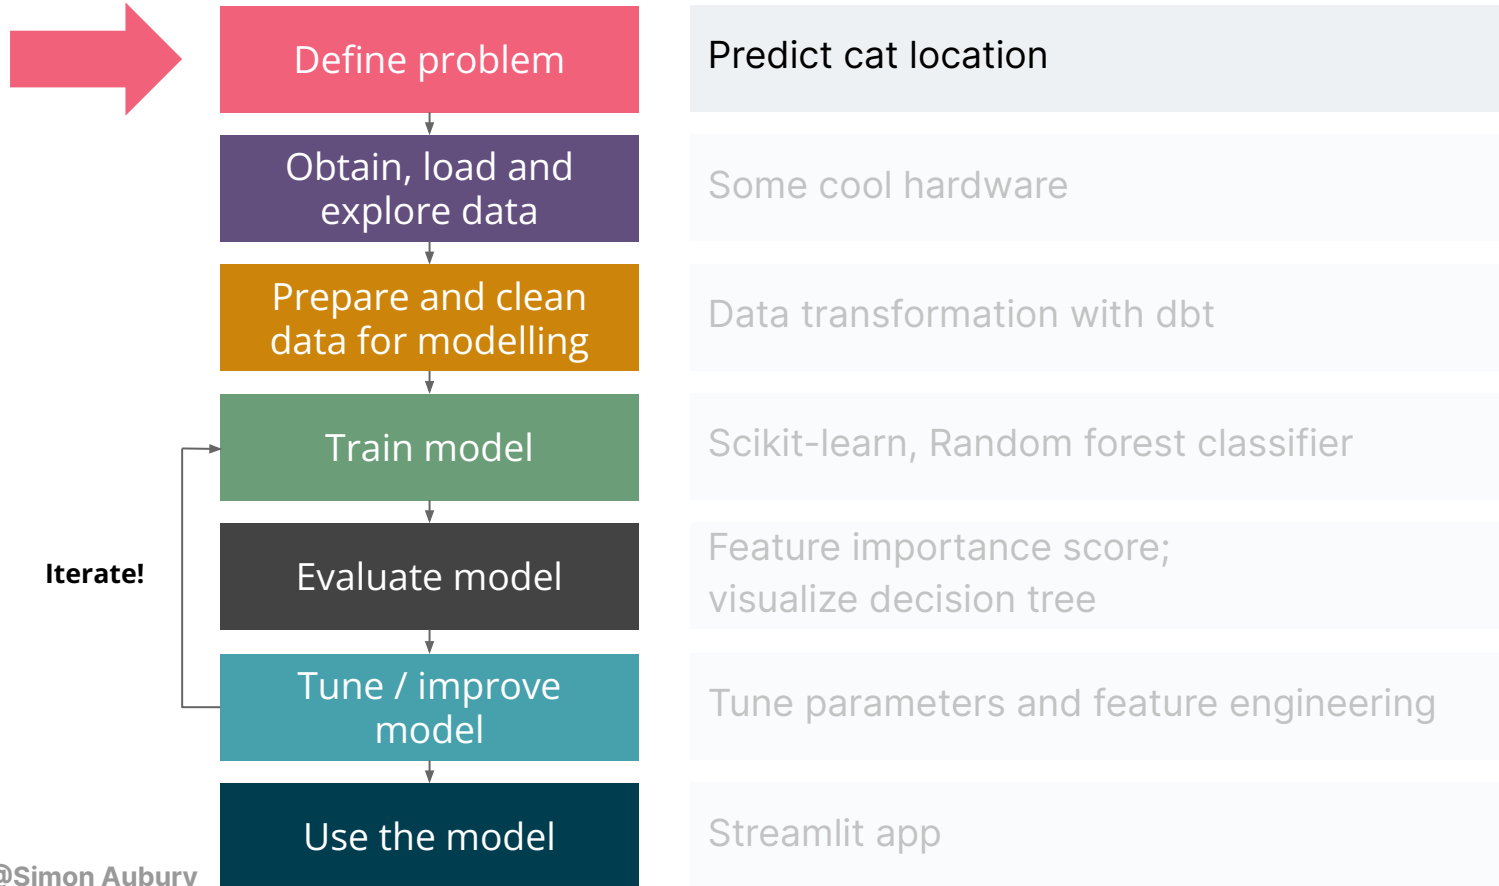 Define problem
Predict cat location
Obtain, load and
explore data
Some cool hardware
Prepare and clean
data for modelling
Data transformation with dbt
Train model
Scikit-learn, Random forest classifier
Iterate!
Evaluate model
Feature importance score;
visualize decision tree
Tune / improve
model
Tune parameters and feature engineering
Use the model
Streamlit app
@Simon Aubury